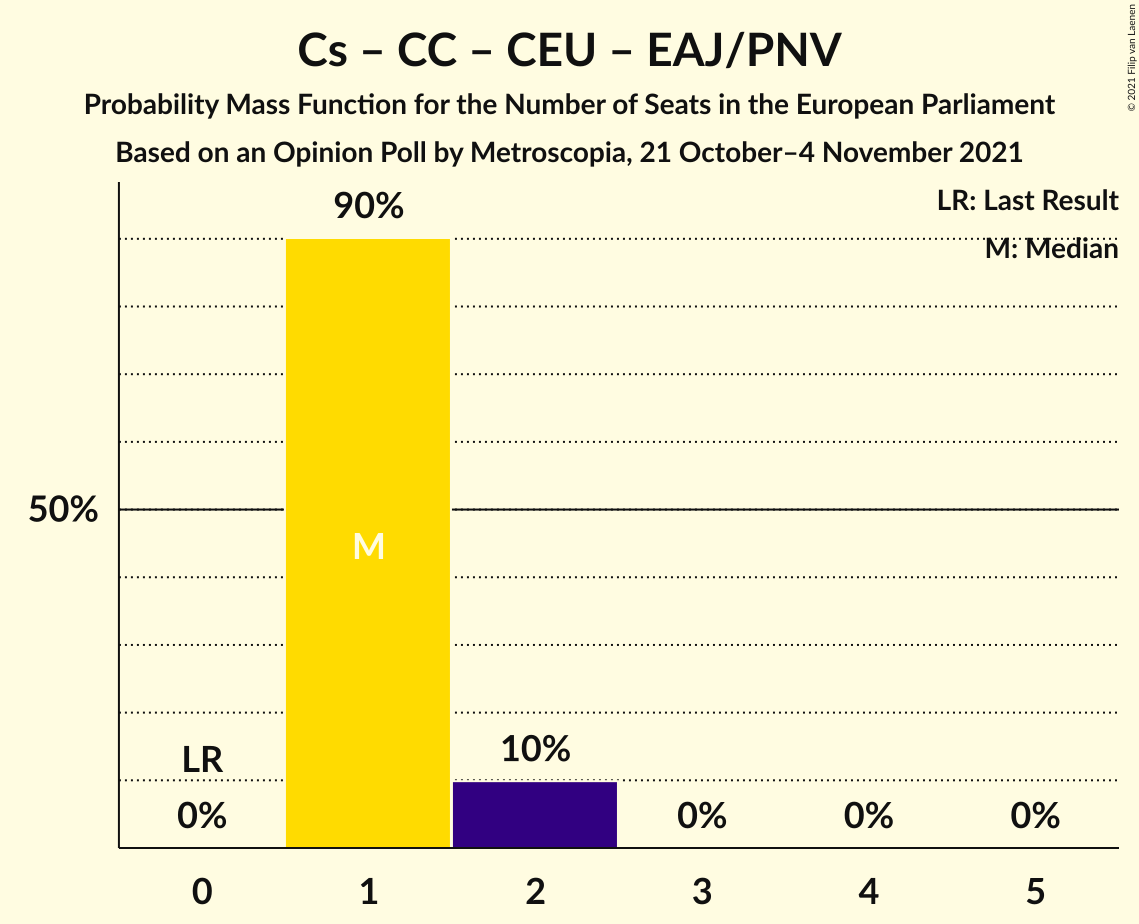 Cs – CC – CEU – EAJ/PNV
Probability Mass Function for the Number of Seats in the European Parliament
Based on an Opinion Poll by Metroscopia, 21 October–4 November 2021
© 2021 Filip van Laenen
LR: Last Result
M: Median
90%
50%
M
LR
10%
0%
0%
0%
0%
0 1 2 3 4 5